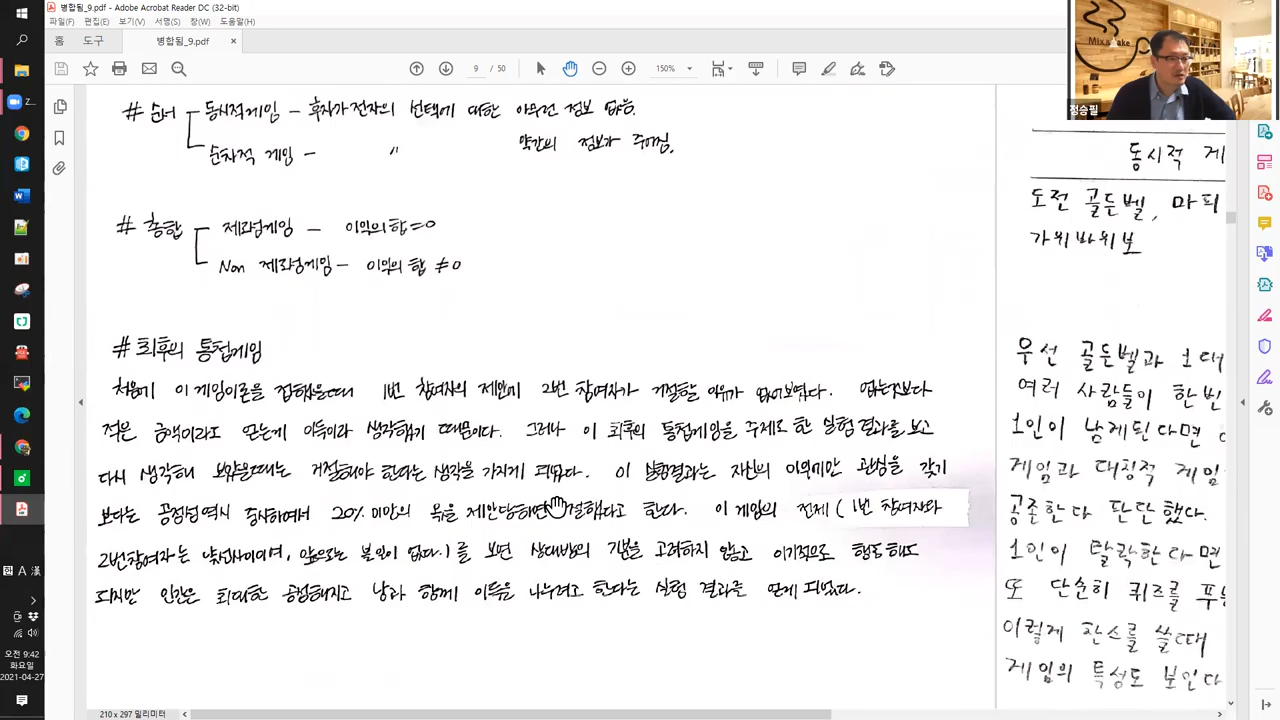 병합됨_9.pdf - Adobe Acrobat Reader DC (32-bit)
파일(F) 편집(E) 보기(V) 서명(S) 창(W) 도움말(H)
홈 도구 병합됨_9.pdf ×
9 / 50 150%
Mix &
정승필
# 순서 동시적게임 - 후자가 전자의 선택에 대한 아무런 정보 없음.
순차적 게임 - " 약간의 정보가 주어짐.
# 총합 제로섬게임 - 이익의 합 = 0
Non 제로섬게임 - 이익의 합 ≠ 0
# 최후의 통첩게임
처음에 이 게임이론을 접했을때 1번 참여자의 제안에 2번 참여자가 거절할 이유가 없어보였다. 없는것보다
적은 금액이라도 얻는게 이득이라 생각했기 때문이다. 그러나 이 최후의 통첩게임을 주제로 한 실험결과를 보고
다시 생각해 보았을때는 거절해야 한다는 생각을 가지게 되었다. 이 실험결과는 자신의 이익에만 관심을 갖기
보다는 공정성 역시 중시하여서 20% 미만의 몫을 제안당하면 거절했다고 한다. 이 게임의 전제 ( 1번 참여자와
2번참여자는 낯선사이이며, 앞으로는 볼일이 없다.) 를 보면 상대방의 기분을 고려하지 않고 이기적으로 행동해도
되지만 인간은 최대한 공정해지고 남과 함께 이득을 나누려고 한다는 실험 결과를 얻게 되었다.
동시적 게
도전 골든벨, 마피
가위바위보
우선 골든벨과 오대
여러 사람들이 한 번
1인이 남게된다면
게임과 대칭적 게임
공존한다 판단했다.
1인이 탈락한다면
또 단순히 퀴즈를 푸는
이렇게 찬스를 쓸때
게임의 특성도 보인다
210 x 297 밀리미터
Z...
한 A 漢
오전 9:42
화요일
2021-04-27